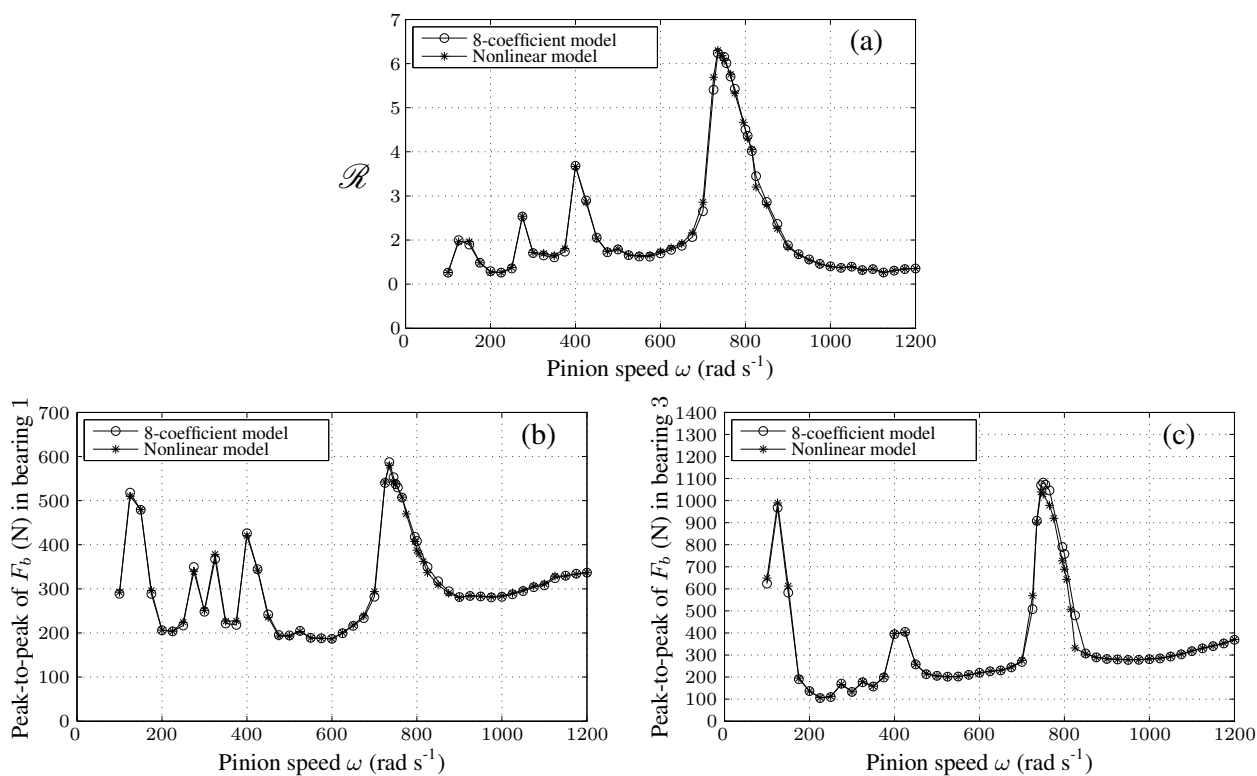 7
6
5
4
3
2
0
0
ℛ
8-coefficient model
Nonlinear model
(a)
0 200 400 600 800 1000 1200
Pinion speed ω (rad s-1)
700
600
500
400
300
200
100
0
Peak-to-peak of F_b (N) in bearing 1
8-coefficient model
Nonlinear model
(b)
200 400 600 800 1000 1200
Pinion speed ω (rad s-1)
1400
1300
1200
1100
1000
900
800
700
600
500
400
300
200
100
0
Peak-to-peak of F_b (N) in bearing 3
8-coefficient model
Nonlinear model
(c)
200 400 600 800 1000 1200
Pinion speed ω (rad s-1)